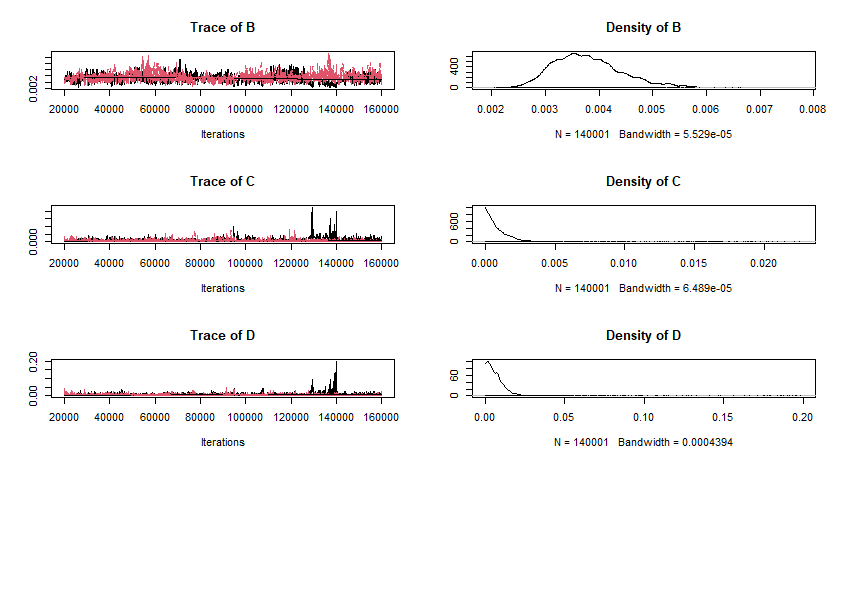 Trace of B
0.002
20000 40000 60000 80000 100000 120000 140000 160000
Iterations
Density of B
0 400
0.002 0.003 0.004 0.005 0.006 0.007 0.008
N = 140001 Bandwidth = 5.529e-05
Trace of C
0.000
20000 40000 60000 80000 100000 120000 140000 160000
Iterations
Density of C
0 600
0.000 0.005 0.010 0.015 0.020
N = 140001 Bandwidth = 6.489e-05
Trace of D
0.00 0.20
20000 40000 60000 80000 100000 120000 140000 160000
Iterations
Density of D
0 60
0.00 0.05 0.10 0.15 0.20
N = 140001 Bandwidth = 0.0004394